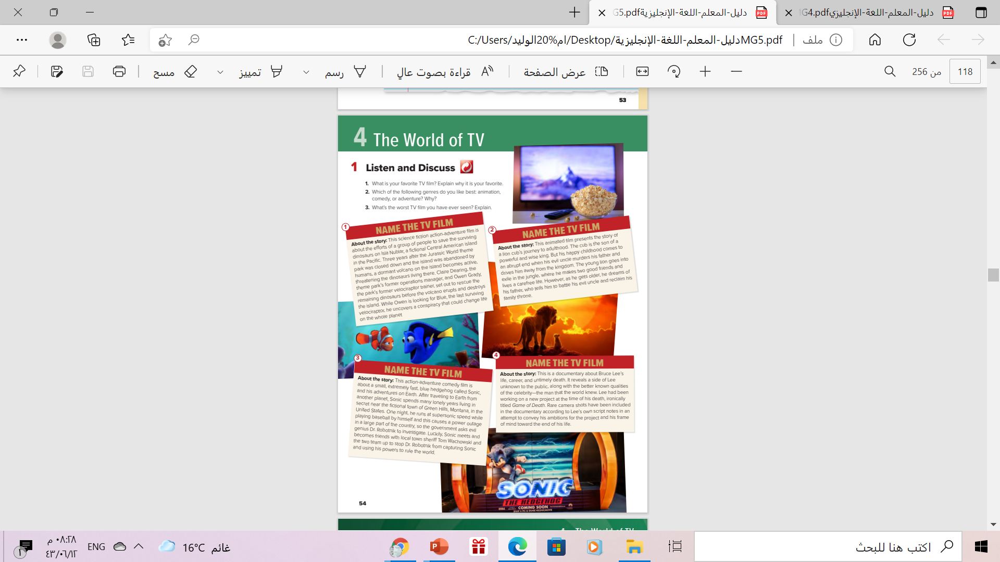 دليل-المعلم-اللغة-الإنجليزيG4.pdf
دليل-المعلم-اللغة-الإنجليزيةG5.pdf
ملف
C:/Users/ام%20الوليد/Desktop/دليل-المعلم-اللغة-الإنجليزيةMG5.pdf
118
من 256
عرض الصفحة
قراءة بصوت عالٍ
رسم
تمييز
مسح
53
4 The World of TV
1 Listen and Discuss
1. What is your favorite TV film? Explain why it is your favorite.
2. Which of the following genres do you like best: animation,
comedy, or adventure? Why?
3. What's the worst TV film you have ever seen? Explain.
1
NAME THE TV FILM
About the story: This science fiction action-adventure film is
about the efforts of a group of people to save the surviving
dinosaurs on Isla Nublar, a fictional Central American island
in the Pacific. Three years after the Jurassic World theme
park was closed down and the island was abandoned by
humans, a dormant volcano on the island becomes active,
threatening the dinosaurs living there. Claire Dearing, the
theme park's former operations manager, and Owen Grady,
the park's former velociraptor trainer, set out to rescue the
remaining dinosaurs before the volcano erupts and destroys
the island. While Owen is looking for Blue, the last surviving
velociraptor, he uncovers a conspiracy that could change life
on the whole planet
2
NAME THE TV FILM
About the story: This animated film presents the story of
a lion cub's journey to adulthood. The cub is the son of a
powerful and wise king. But his happy childhood comes to
an abrupt end when his evil uncle murders his father and
drives him away from the kingdom. The young lion goes into
exile in the jungle, where he makes two good friends and
lives a carefree life. However, as he gets older, he dreams of
his father, who tells him to battle his evil uncle and reclaim his
family throne.
3
NAME THE TV FILM
About the story: This action-adventure comedy film is
about a small, extremely fast, blue hedgehog called Sonic,
and his adventures on Earth. After traveling to Earth from
another planet, Sonic spends many lonely years living in
secret near the fictional town of Green Hills, Montana, in the
United States. One night, he runs at supersonic speed while
playing baseball by himself and this causes a power outage
in a large part of the country, so the government asks evil
genius Dr. Robotnik to investigate. Luckily, Sonic meets and
becomes friends with local town sheriff Tom Wachowski and
the two team up to stop Dr. Robotnik from capturing Sonic
and using his powers to rule the world.
4
NAME THE TV FILM
About the story: This is a documentary about Bruce Lee's
life, career, and untimely death. It reveals a side of Lee
unknown to the public, along with the better known qualities
of the celebrity—the man that the world knew. Lee had been
working on a new project at the time of his death, ironically
titled Game of Death. Rare camera shots have been included
in the documentary according to Lee's own script notes in an
attempt to convey his ambitions for the project and his frame
of mind toward the end of his life.
SONIC
THE HEDGEHOG
COMING SOON
54
4 The World of TV
اكتب هنا للبحث
16°C غائم
ENG
٠٨:٢٨ م
٤٣/٠٦/١٢
١